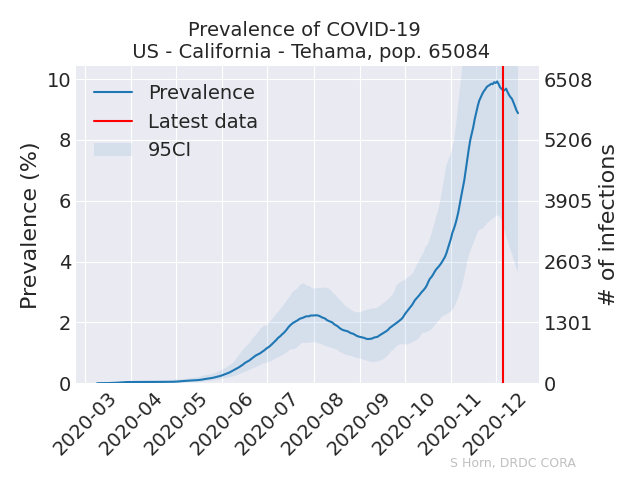 Prevalence of COVID-19
US - California - Tehama, pop. 65084
Prevalence (%)
10
8
6
4
2
0
Prevalence
Latest data
95CI
6508
5206
3905
2603
1301
0
# of infections
2020-03
2020-04
2020-05
2020-06
2020-07
2020-08
2020-09
2020-10
2020-11
2020-12
S Horn, DRDC CORA